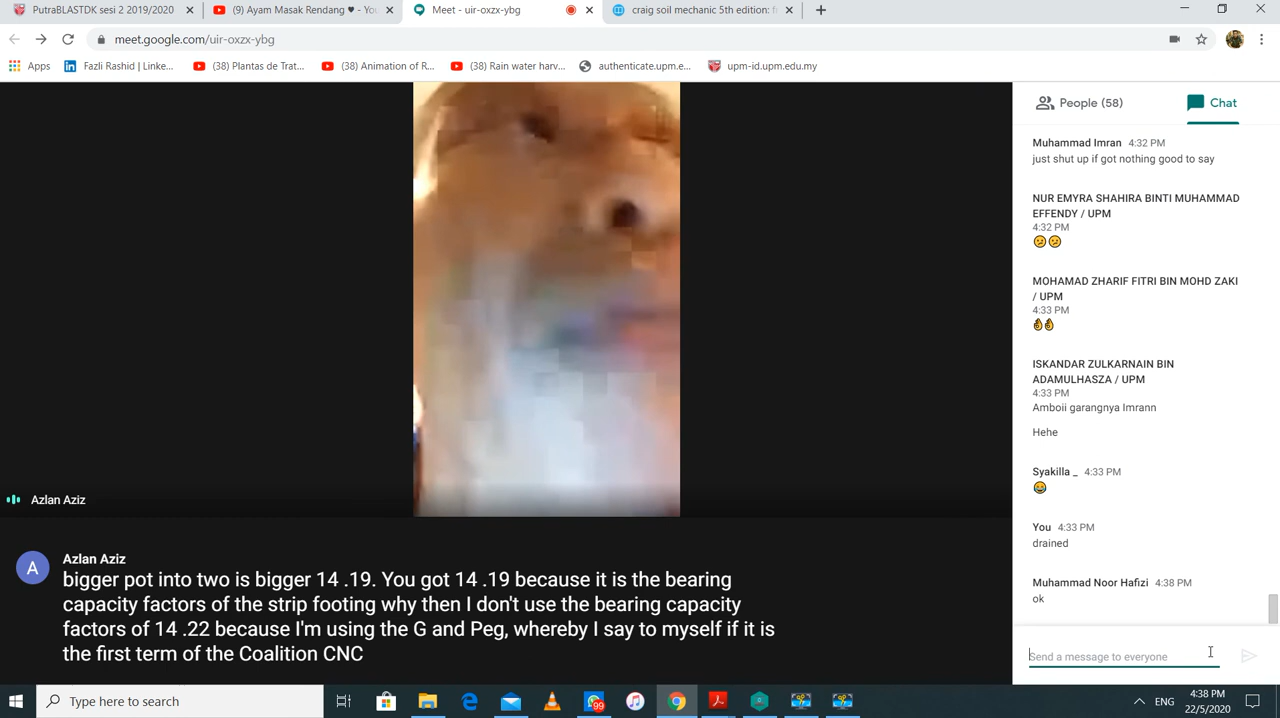 PutraBLASTDK sesi 2 2019/2020
(9) Ayam Masak Rendang ♥ - You
Meet - uir-oxzx-ybg
craig soil mechanic 5th edition: fr
meet.google.com/uir-oxzx-ybg
Apps
Fazli Rashid | Linke...
(38) Plantas de Trat...
(38) Animation of R...
(38) Rain water harv...
authenticate.upm.e...
upm-id.upm.edu.my
People (58)
Chat
Muhammad Imran 4:32 PM
just shut up if got nothing good to say
NUR EMYRA SHAHIRA BINTI MUHAMMAD
EFFENDY / UPM
4:32 PM
MOHAMAD ZHARIF FITRI BIN MOHD ZAKI
/ UPM
4:33 PM
ISKANDAR ZULKARNAIN BIN
ADAMULHASZA / UPM
4:33 PM
Amboii garangnya Imrann
Hehe
Syakilla _ 4:33 PM
You 4:33 PM
drained
Muhammad Noor Hafizi 4:38 PM
ok
Send a message to everyone
Azlan Aziz
A
Azlan Aziz
bigger pot into two is bigger 14 .19. You got 14 .19 because it is the bearing
capacity factors of the strip footing why then I don't use the bearing capacity
factors of 14 .22 because I'm using the G and Peg, whereby I say to myself if it is
the first term of the Coalition CNC
Type here to search
99
ENG
4:38 PM
22/5/2020